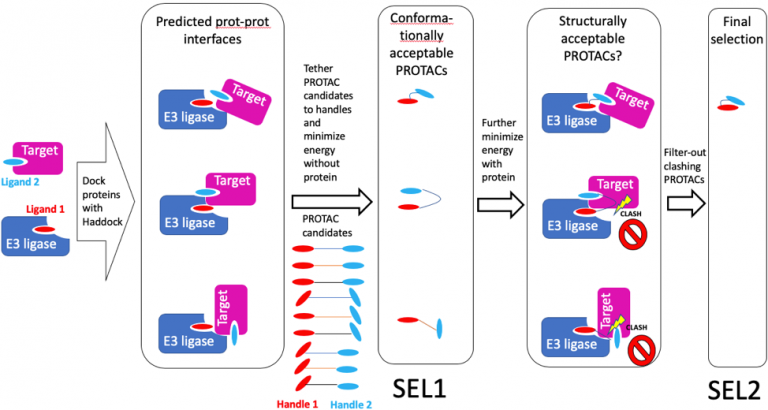 Target
Ligand 2
Ligand 1
E3 ligase
Dock
proteins
with
Haddock
Predicted prot-prot
interfaces
Target
E3 ligase
Target
E3 ligase
Target
E3 ligase
Tether
PROTAC
candidates
to handles
and
minimize
energy
without
protein
PROTAC
candidates
Handle 1
Handle 2
Conforma-
tionally
acceptable
PROTACs
SEL1
Further
minimize
energy
with
protein
Structurally
acceptable
PROTACs?
Target
E3 ligase
Target
CLASH
E3 ligase
Target
CLASH
E3 ligase
Filter-out
clashing
PROTACs
Final
selection
SEL2